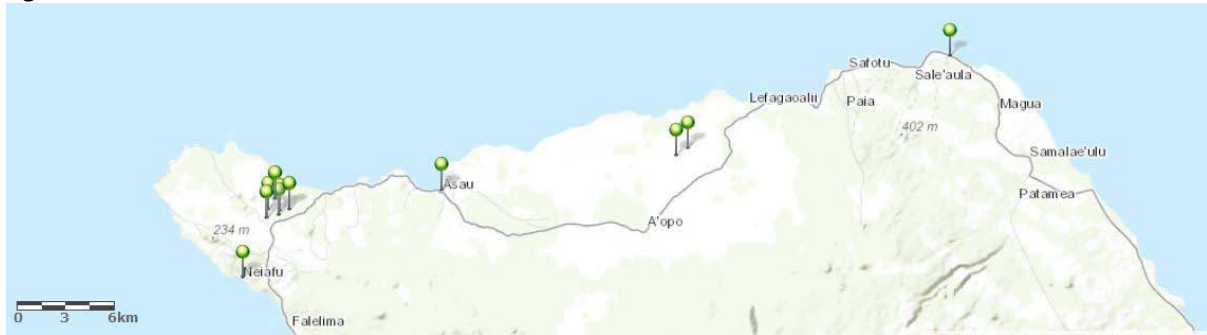 Safotu
Sale'aula
Lefagaoalii
Paia
Magua
402 m
Samalae'ulu
Asau
Patamea
A'opo
234 m
Neiafu
0 3 6km
Falelima